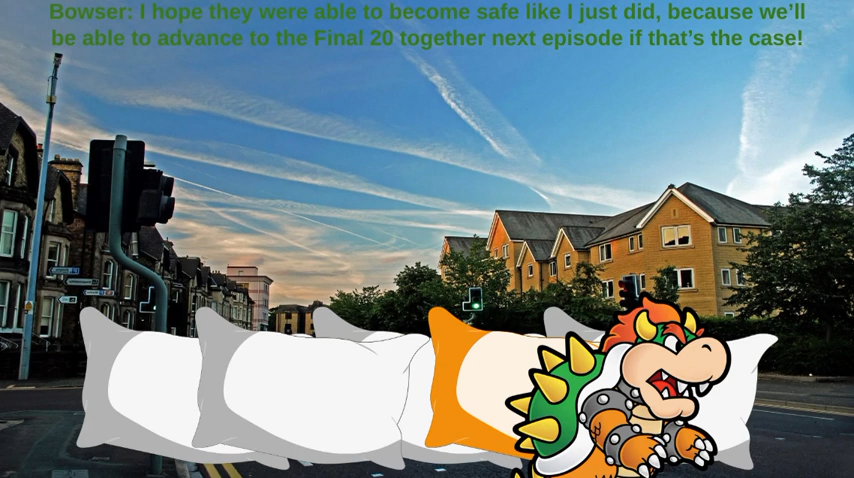 Bowser: I hope they were able to become safe like I just did, because we’ll
be able to advance to the Final 20 together next episode if that’s the case!